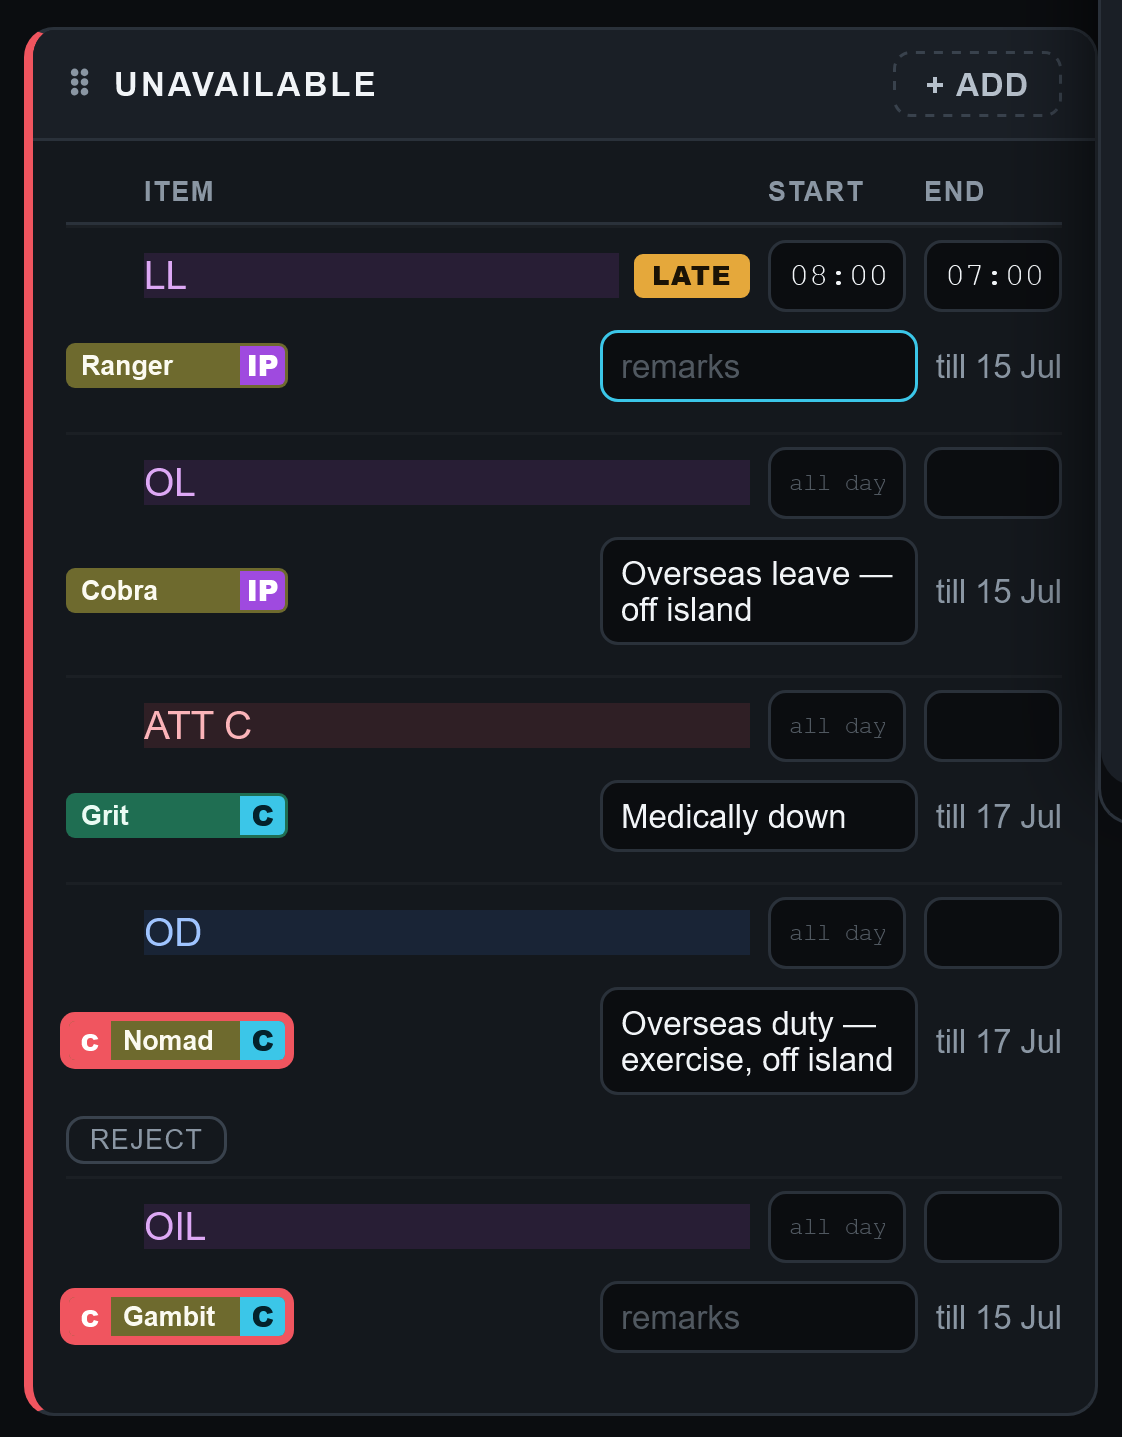 UNAVAILABLE
+ ADD
ITEM START END
LL LATE 08:00 07:00
Ranger IP remarks till 15 Jul
OL all day
Cobra IP Overseas leave —
off island till 15 Jul
ATT C all day
Grit C Medically down till 17 Jul
OD all day
c Nomad C Overseas duty —
exercise, off island till 17 Jul
REJECT
OIL all day
c Gambit C remarks till 15 Jul